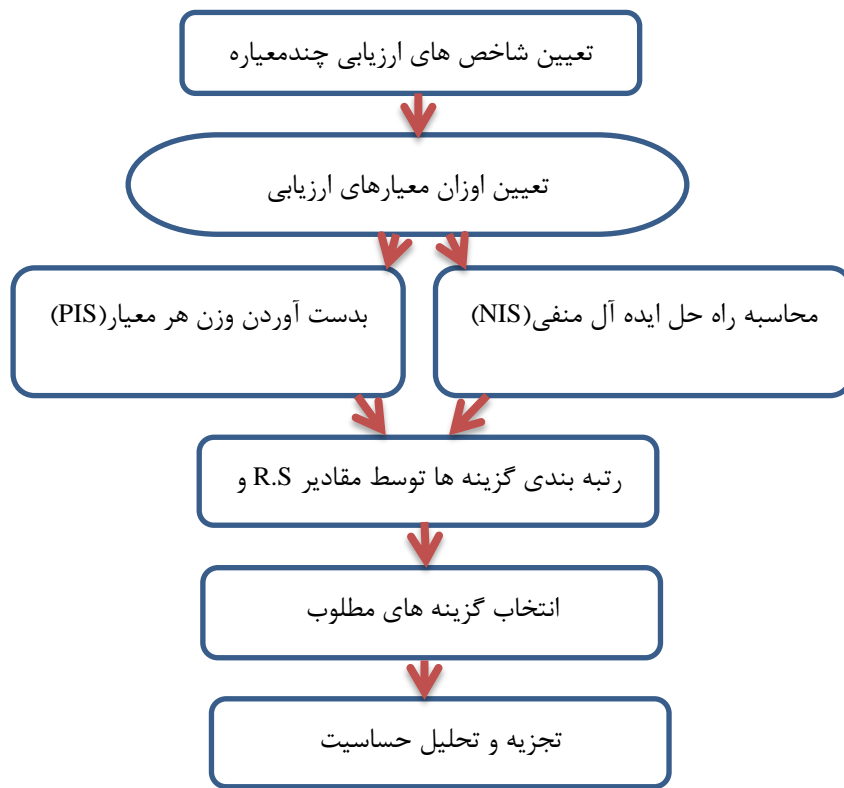 تعیین شاخص های ارزیابی چندمعیاره
تعیین اوزان معیارهای ارزیابی
محاسبه راه حل ایده آل منفی(NIS)
بدست آوردن وزن هر معیار(PIS)
رتبه بندی گزینه ها توسط مقادیر R.S و
انتخاب گزینه های مطلوب
تجزیه و تحلیل حساسیت